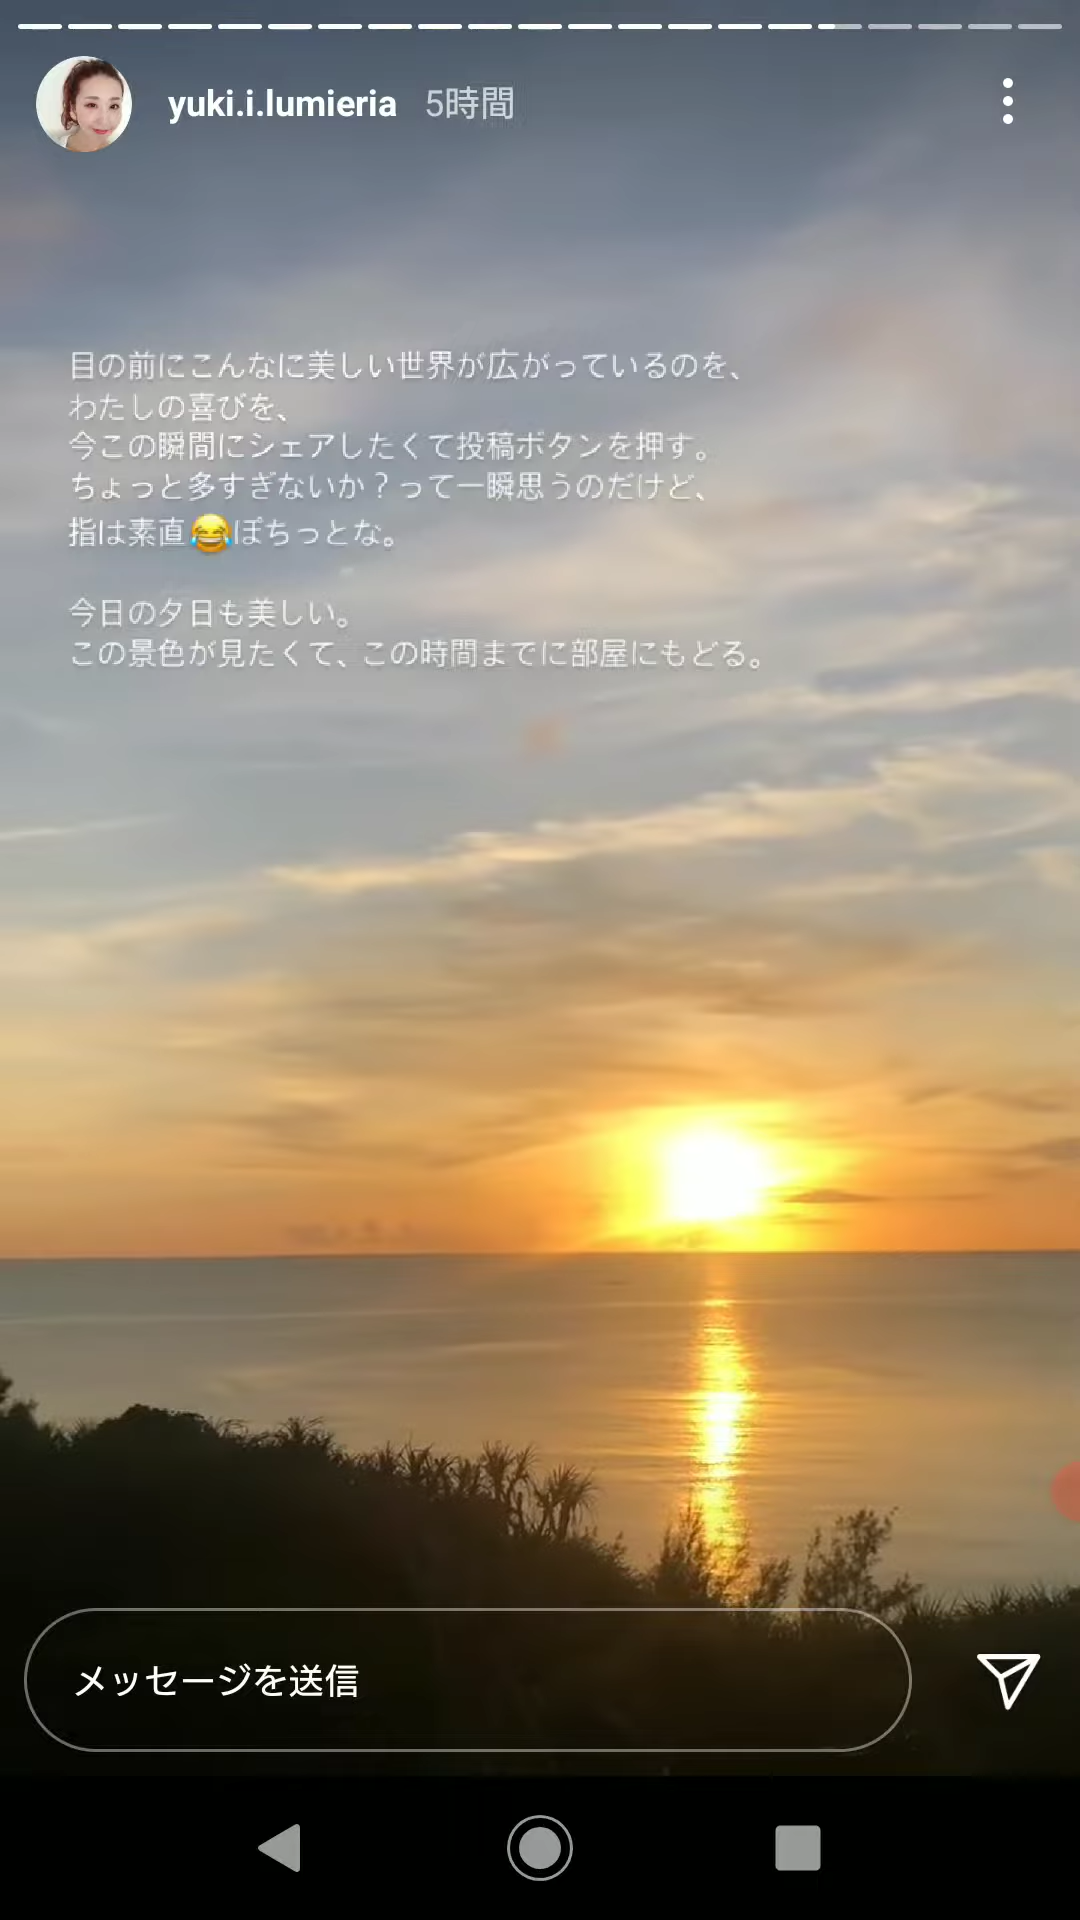 yuki.i.lumieria 5時間
目の前にこんなに美しい世界が広がっているのを、
わたしの喜びを、
今この瞬間にシェアしたくて投稿ボタンを押す。
ちょっと多すぎないか？って一瞬思うのだけど、
指は素直😂ぽちっとな。
今日の夕日も美しい。
この景色が見たくて、この時間までに部屋にもどる。
メッセージを送信